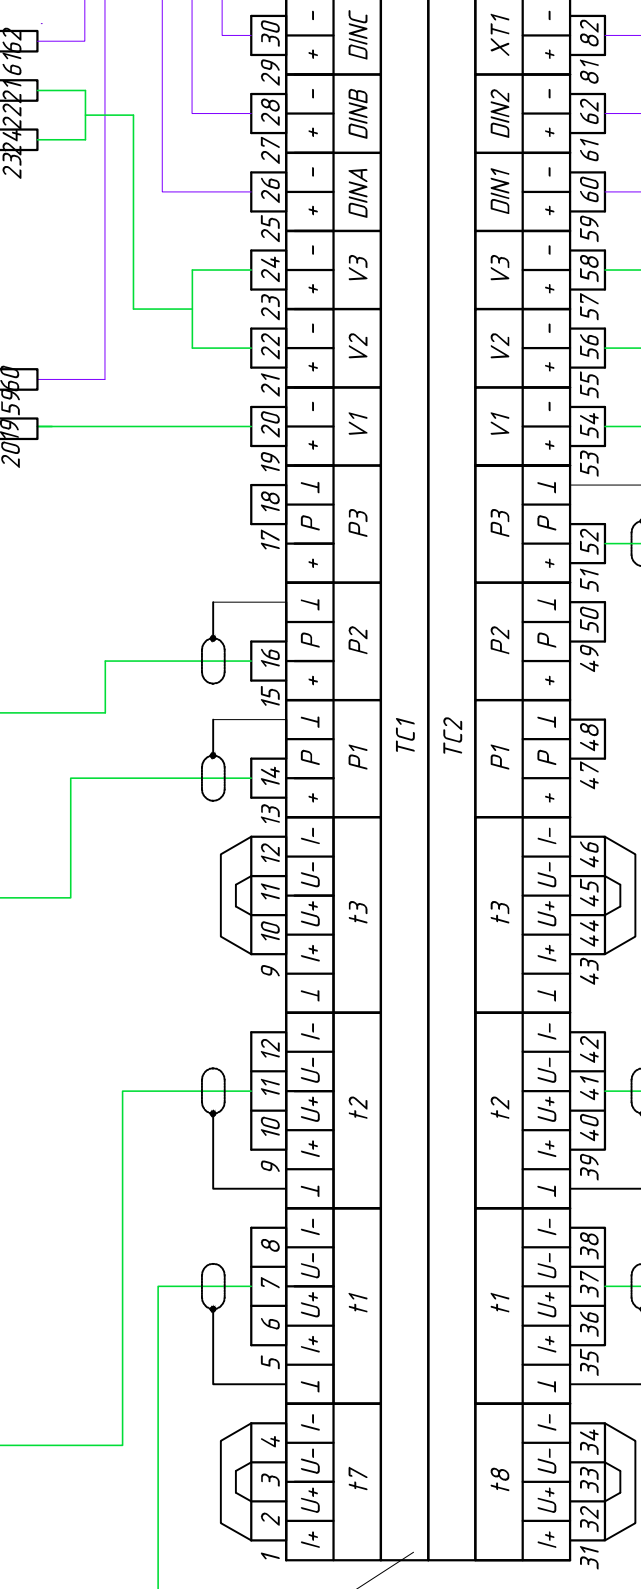 2019 5960 2324 2221 6162
1 2 3 4 5 6 7 8 9 10 11 12 9 10 11 12 13 14 15 16 17 18 19 20 21 22 23 24 25 26 27 28 29 30
I+ U+ U- I- ⊥ I+ U+ U- I- ⊥ I+ U+ U- I- ⊥ I+ U+ U- I- + P ⊥ + P ⊥ + P ⊥ + - + - + - + - + - + -
t7 t1 t2 t3 P1 P2 P3 V1 V2 V3 DINA DINB DINC
TC1
TC2
t8 t1 t2 t3 P1 P2 P3 V1 V2 V3 DIN1 DIN2 XT1
I+ U+ U- I- ⊥ I+ U+ U- I- ⊥ I+ U+ U- I- ⊥ I+ U+ U- I- + P ⊥ + P ⊥ + P ⊥ + - + - + - + - + - + -
31 32 33 34 35 36 37 38 39 40 41 42 43 44 45 46 47 48 49 50 51 52 53 54 55 56 57 58 59 60 61 62 81 82